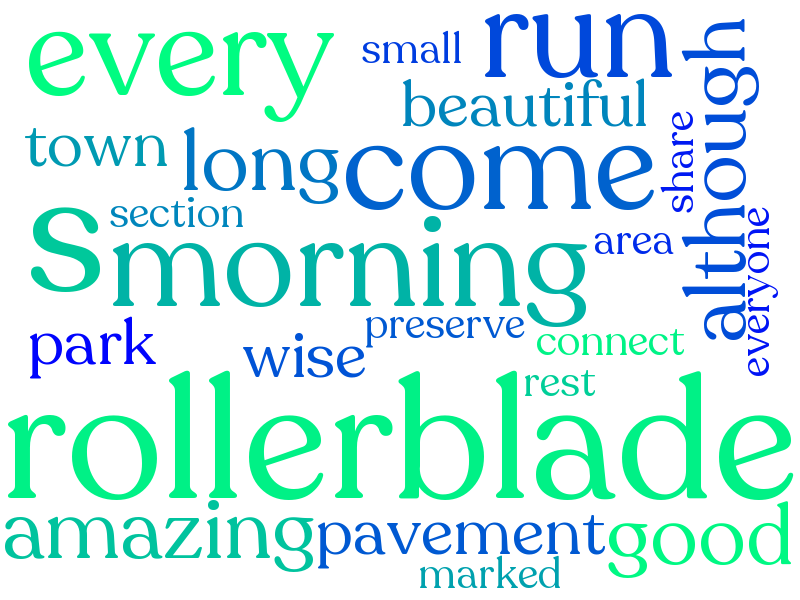 every
small
run
although
beautiful
town
long
come
share
section
s
morning
area
everyone
park
wise
preserve
connect
rest
rollerblade
amazing
pavement
good
marked